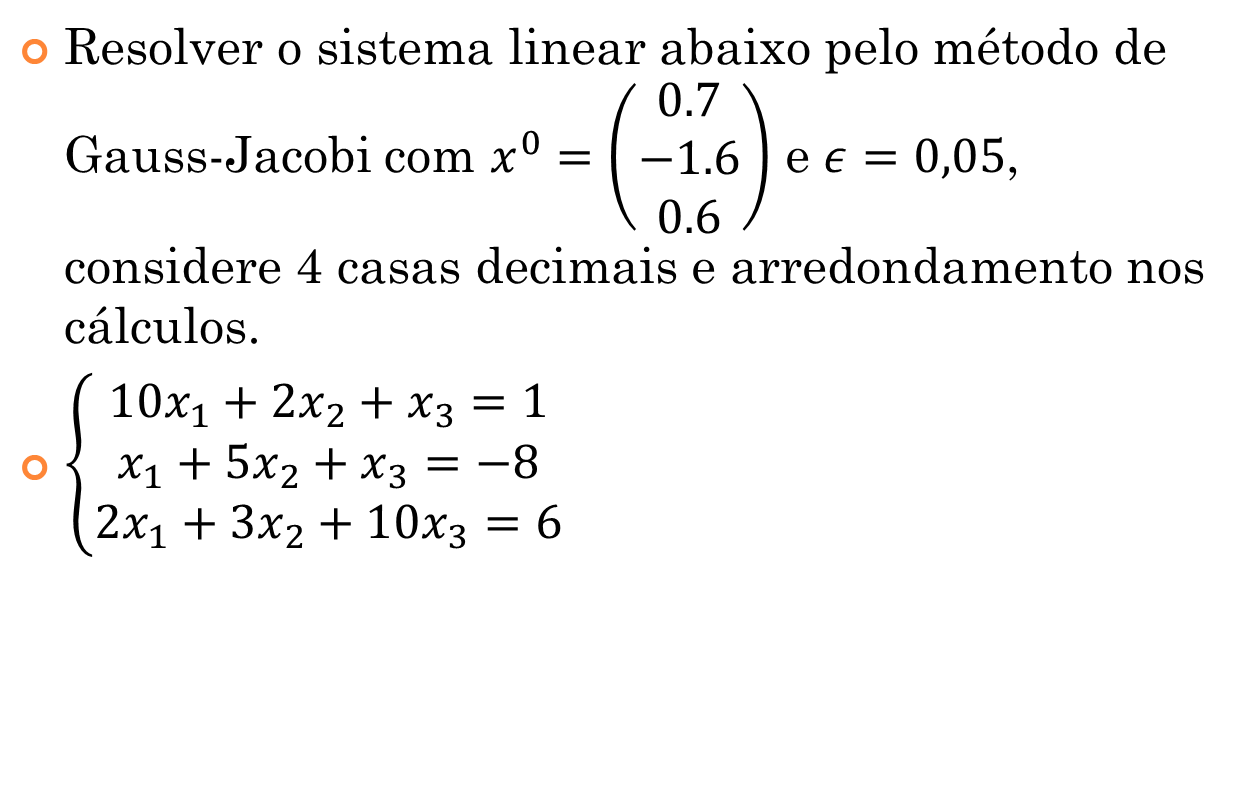 Resolver o sistema linear abaixo pelo método de
Gauss-Jacobi com x⁰ = (0.7 −1.6 0.6) e ϵ = 0,05,
considere 4 casas decimais e arredondamento nos
cálculos.
10x₁ + 2x₂ + x₃ = 1
x₁ + 5x₂ + x₃ = −8
2x₁ + 3x₂ + 10x₃ = 6